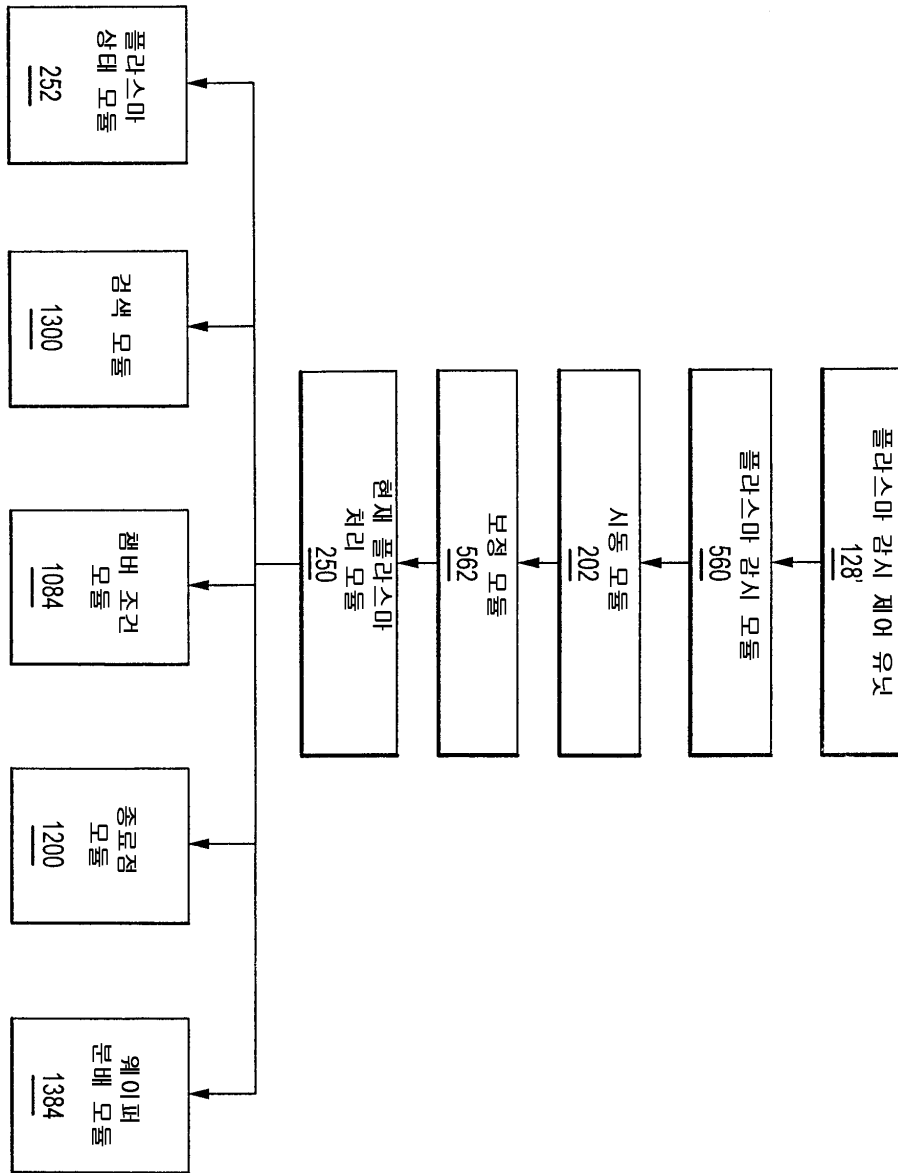 플라스마 감시 제어 유닛
128'
플라스마 감시 모듈
560
시동 모듈
202
보정 모듈
562
현재 플라스마
처리 모듈
250
플라스마
상태 모듈
252
검색 모듈
1300
챔버 조건
모듈
1084
종료점
모듈
1200
웨이퍼
분배 모듈
1384